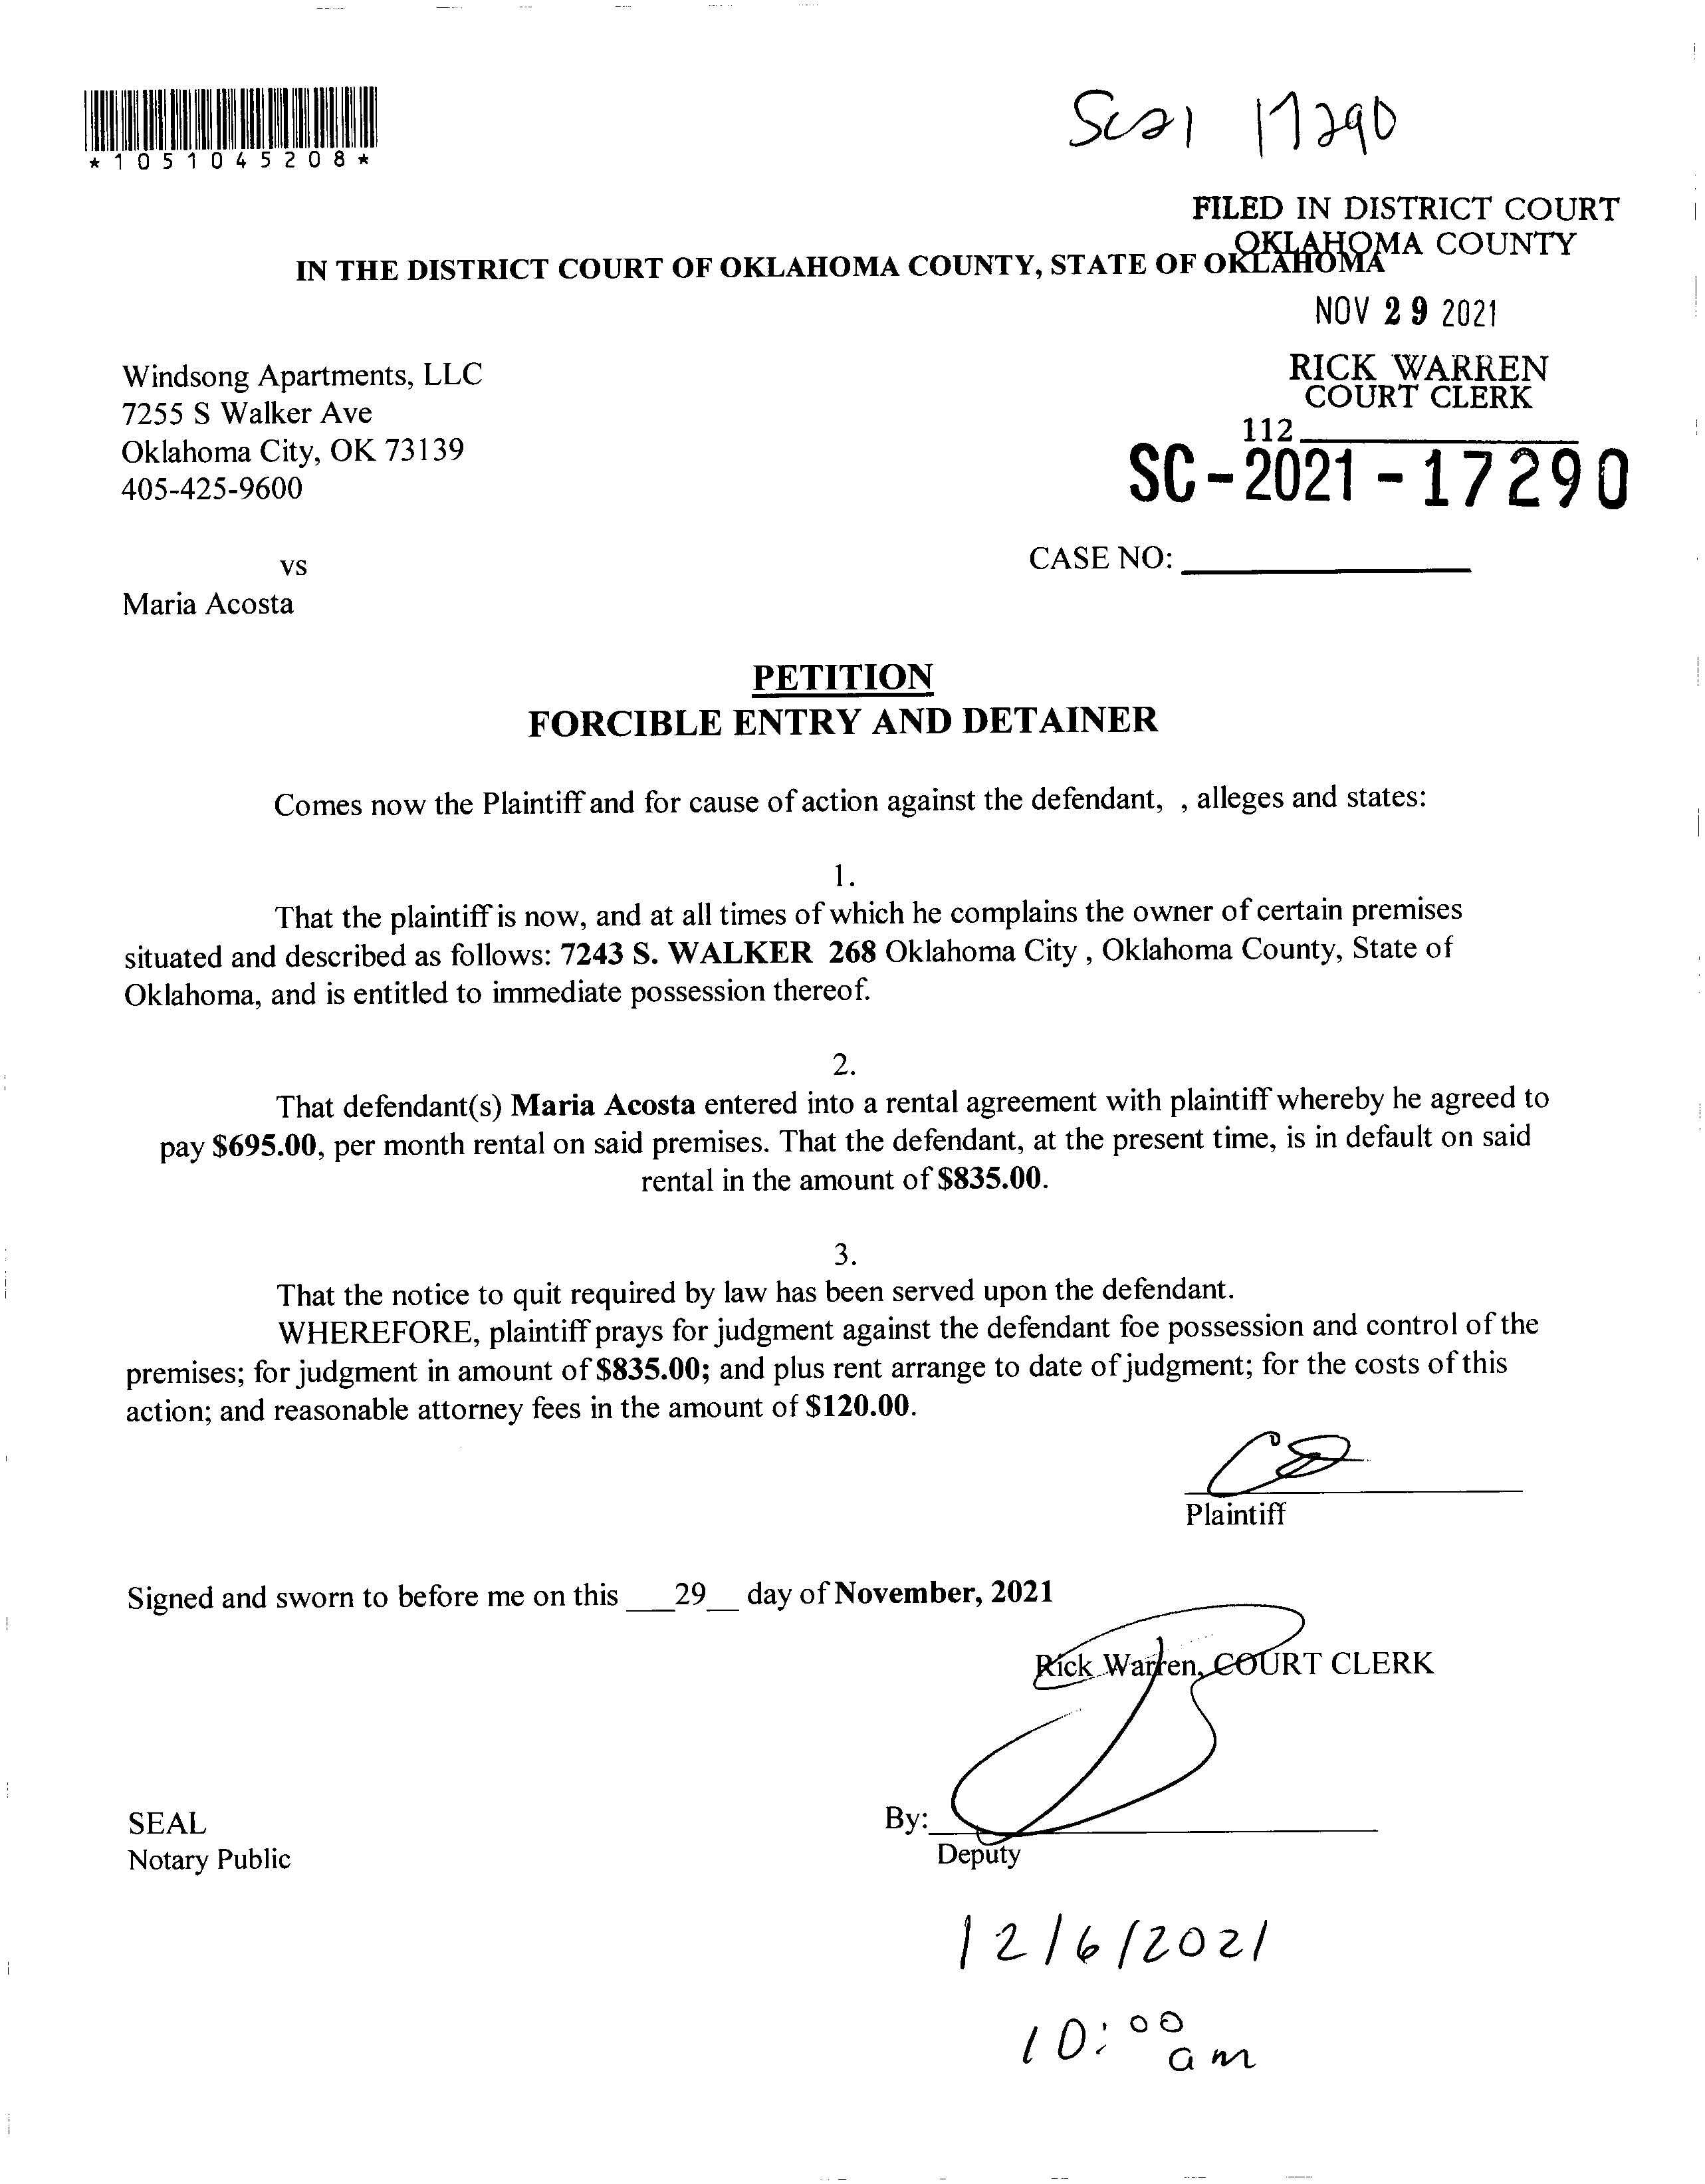 *1051045208*
SC21 17290
FILED IN DISTRICT COURT
OKLAHOMA COUNTY
IN THE DISTRICT COURT OF OKLAHOMA COUNTY, STATE OF OKLAHOMA
NOV 29 2021
RICK WARREN
COURT CLERK
112
SC-2021-17290
Windsong Apartments, LLC
7255 S Walker Ave
Oklahoma City, OK 73139
405-425-9600
vs
CASE NO:
Maria Acosta
PETITION
FORCIBLE ENTRY AND DETAINER
Comes now the Plaintiff and for cause of action against the defendant, , alleges and states:
1.
That the plaintiff is now, and at all times of which he complains the owner of certain premises
situated and described as follows: 7243 S. WALKER 268 Oklahoma City , Oklahoma County, State of
Oklahoma, and is entitled to immediate possession thereof.
2.
That defendant(s) Maria Acosta entered into a rental agreement with plaintiff whereby he agreed to
pay $695.00, per month rental on said premises. That the defendant, at the present time, is in default on said
rental in the amount of $835.00.
3.
That the notice to quit required by law has been served upon the defendant.
WHEREFORE, plaintiff prays for judgment against the defendant foe possession and control of the
premises; for judgment in amount of $835.00; and plus rent arrange to date of judgment; for the costs of this
action; and reasonable attorney fees in the amount of $120.00.
Plaintiff
Signed and sworn to before me on this ___29__ day of November, 2021
Rick Warren, COURT CLERK
SEAL
Notary Public
By:
Deputy
12/6/2021
10:00 am